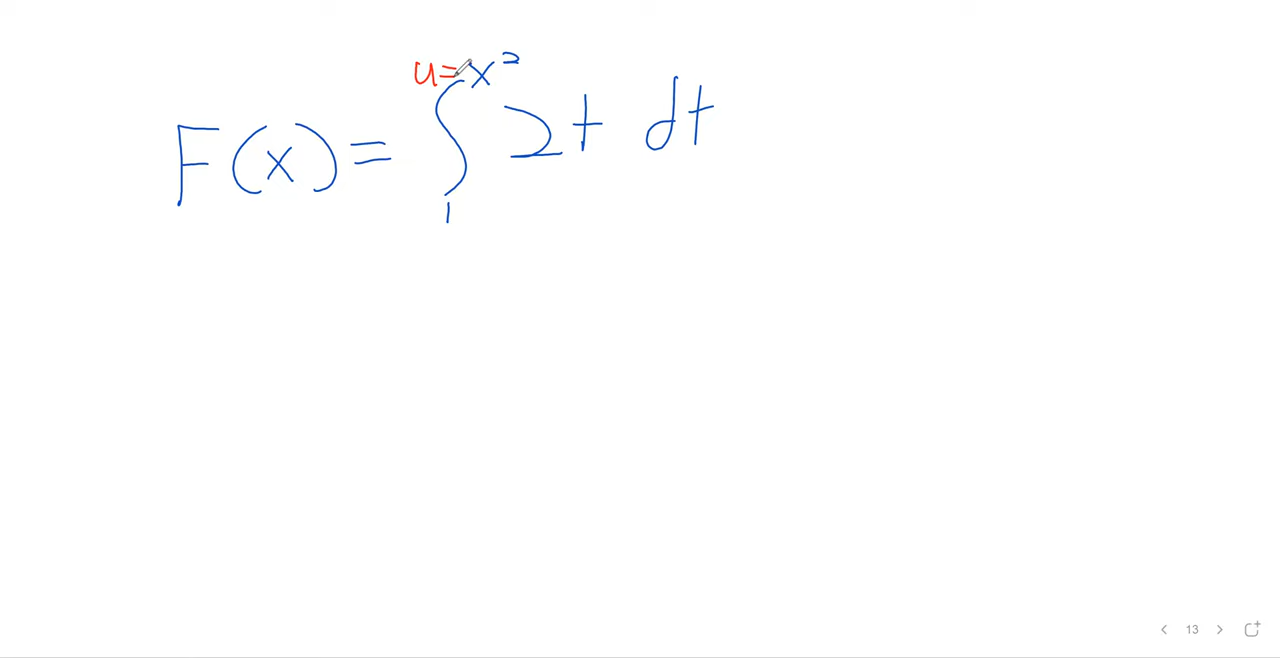 u=x²
F(x) = ∫₁ 2t dt
13